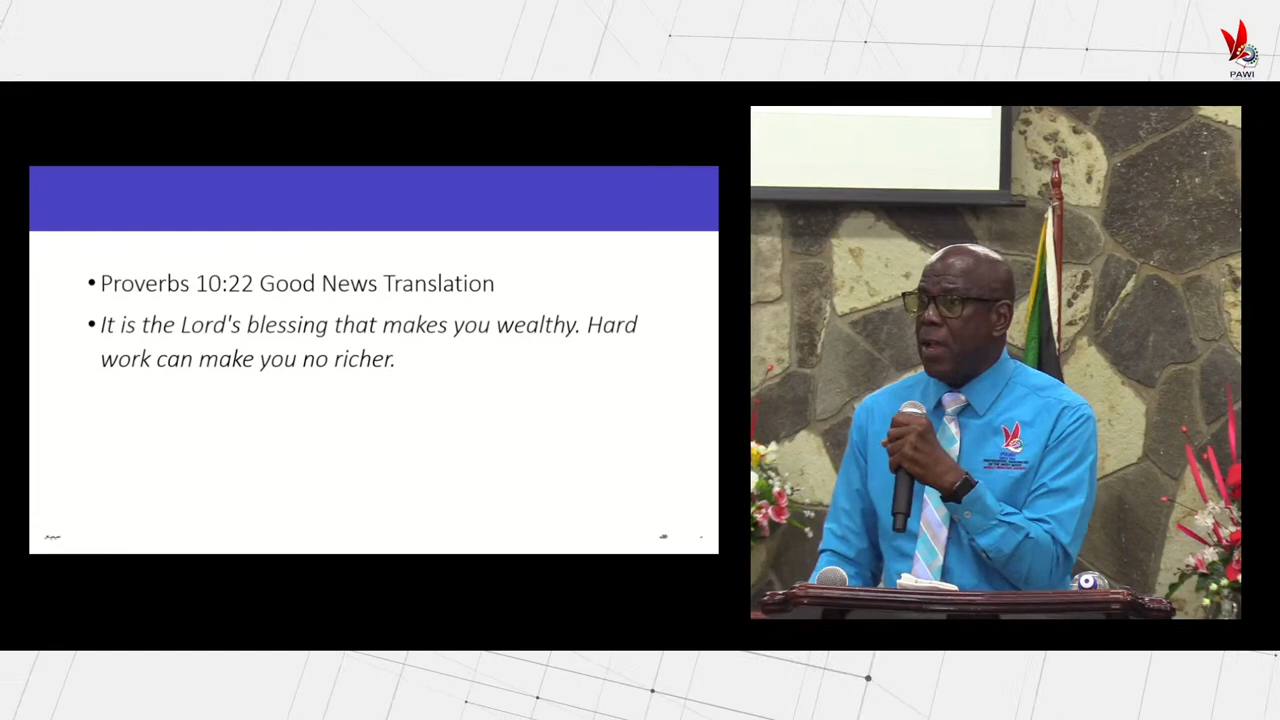 PAWI
• Proverbs 10:22 Good News Translation
• It is the Lord's blessing that makes you wealthy. Hard
work can make you no richer.